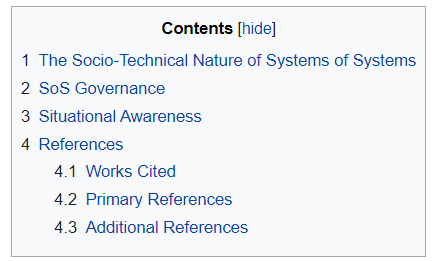 Contents [hide]
1 The Socio-Technical Nature of Systems of Systems
2 SoS Governance
3 Situational Awareness
4 References
4.1 Works Cited
4.2 Primary References
4.3 Additional References